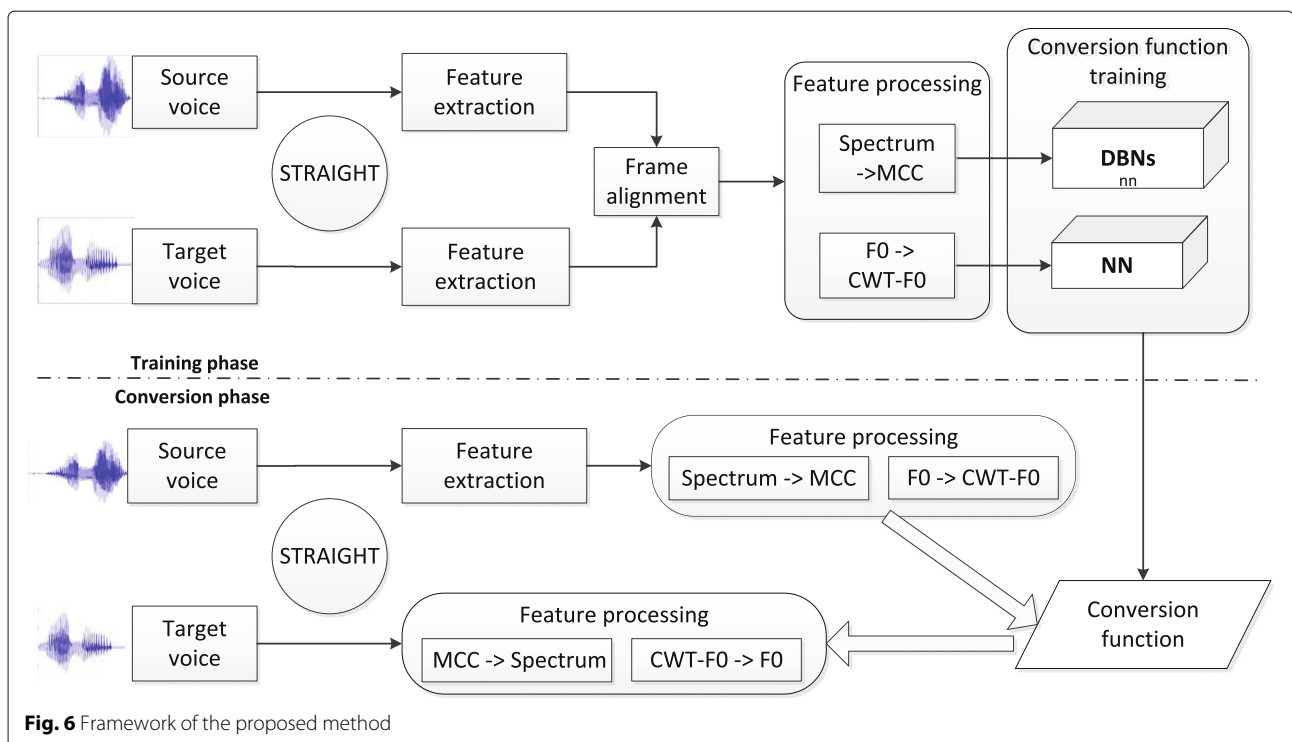 Source
voice
Feature
extraction
STRAIGHT
Target
voice
Feature
extraction
Frame
alignment
Feature processing
Spectrum
->MCC
F0 ->
CWT-F0
Conversion function
training
DBNs
nn
NN
Training phase
Conversion phase
Source
voice
Feature
extraction
Feature processing
Spectrum -> MCC
F0 -> CWT-F0
STRAIGHT
Target
voice
Feature processing
MCC -> Spectrum
CWT-F0 -> F0
Conversion
function
Fig. 6 Framework of the proposed method